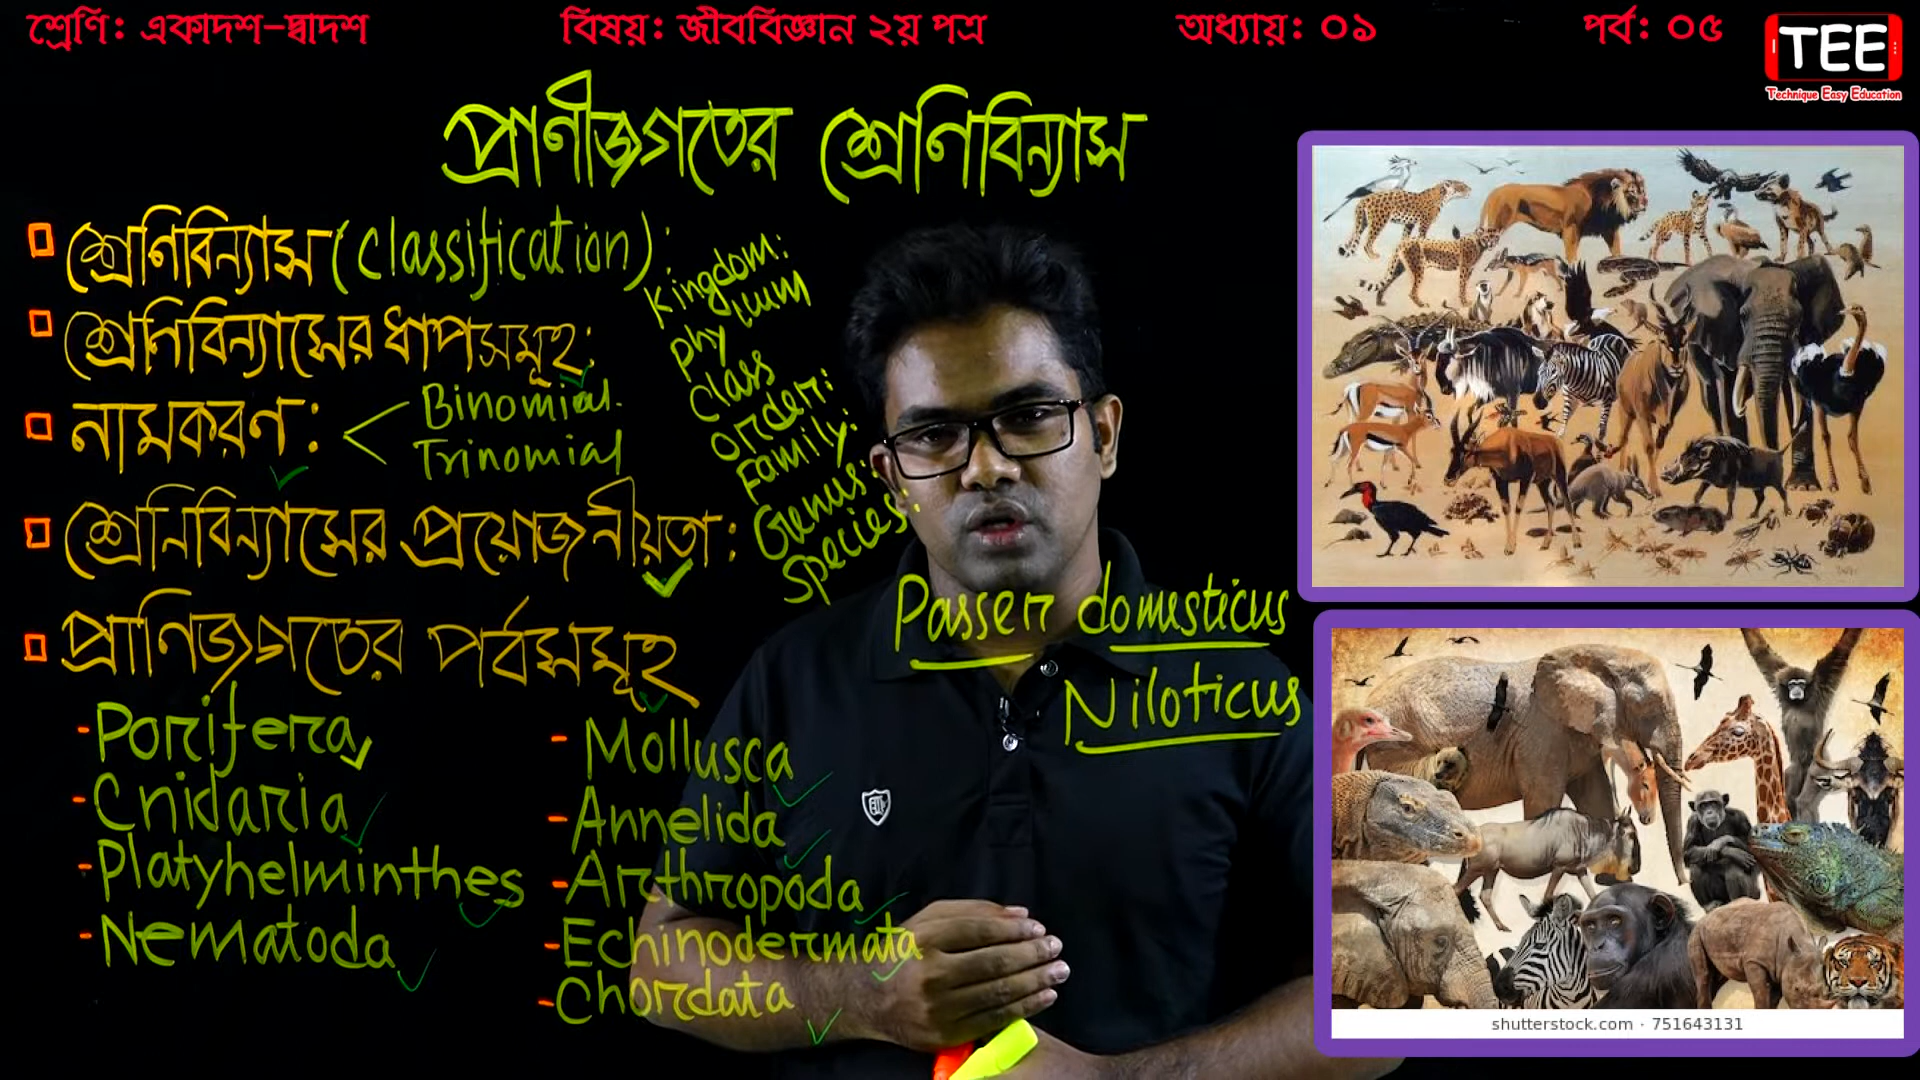 শ্রেণি: একাদশ-দ্বাদশ
বিষয়: জীববিজ্ঞান ২য় পত্র
অধ্যায়: ০১
পর্ব: ০৫
TEE
Technique Easy Education
প্রাণীজগতের শ্রেণিবিন্যাস
শ্রেণিবিন্যাস (classification):
শ্রেণিবিন্যাসের ধাপসমূহ:
নামকরণ:
Binomial
Trinomial
শ্রেনিবিন্যাসের প্রয়োজনীয়তা:
Kingdom:
Phylum
Class
order:
Family:
Genus:
Species:
Passer domesticus
Niloticus
প্রানিজগতের পর্বসমূহ
-Porifera
-Cnidaria
-Platyhelminthes
-Nematoda
-Mollusca
-Annelida
-Arthropoda
-Echinodermata
-Chordata
shutterstock.com · 751643131